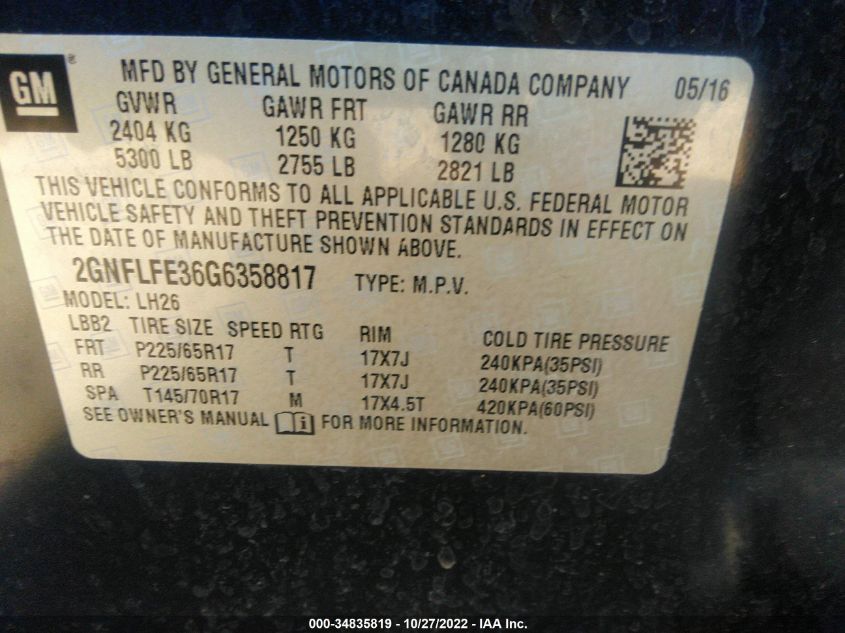 GM ®
MFD BY GENERAL MOTORS OF CANADA COMPANY 05/16
GVWR GAWR FRT GAWR RR
2404 KG 1250 KG 1280 KG
5300 LB 2755 LB 2821 LB
THIS VEHICLE CONFORMS TO ALL APPLICABLE U.S. FEDERAL MOTOR
VEHICLE SAFETY AND THEFT PREVENTION STANDARDS IN EFFECT ON
THE DATE OF MANUFACTURE SHOWN ABOVE.
2GNFLFE36G6358817 TYPE: M.P.V.
MODEL: LH26
LBB2 TIRE SIZE SPEED RTG RIM COLD TIRE PRESSURE
FRT P225/65R17 T 17X7J 240KPA(35PSI)
RR P225/65R17 T 17X7J 240KPA(35PSI)
SPA T145/70R17 M 17X4.5T 420KPA(60PSI)
SEE OWNER'S MANUAL i FOR MORE INFORMATION.
000-34835819 - 10/27/2022 - IAA Inc.